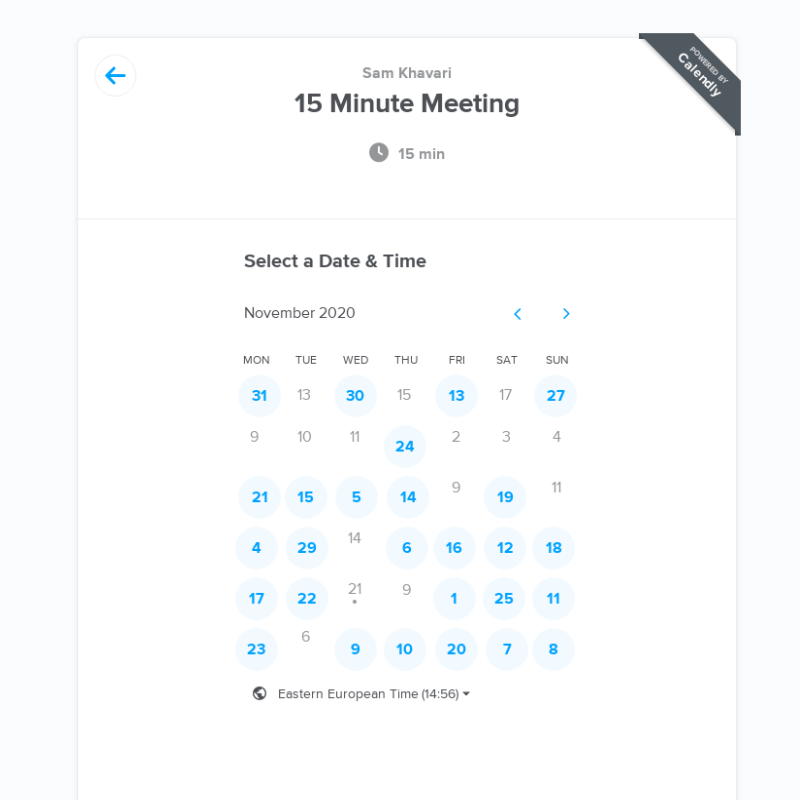 Sam Khavari
15 Minute Meeting
15 min
POWERED BY
Calendly
Select a Date & Time
November 2020
MON TUE WED THU FRI SAT SUN
31 13 30 15 13 17 27
9 10 11 24 2 3 4
21 15 5 14 9 19 11
4 29 14 6 16 12 18
17 22 21 9 1 25 11
23 6 9 10 20 7 8
Eastern European Time (14:56)